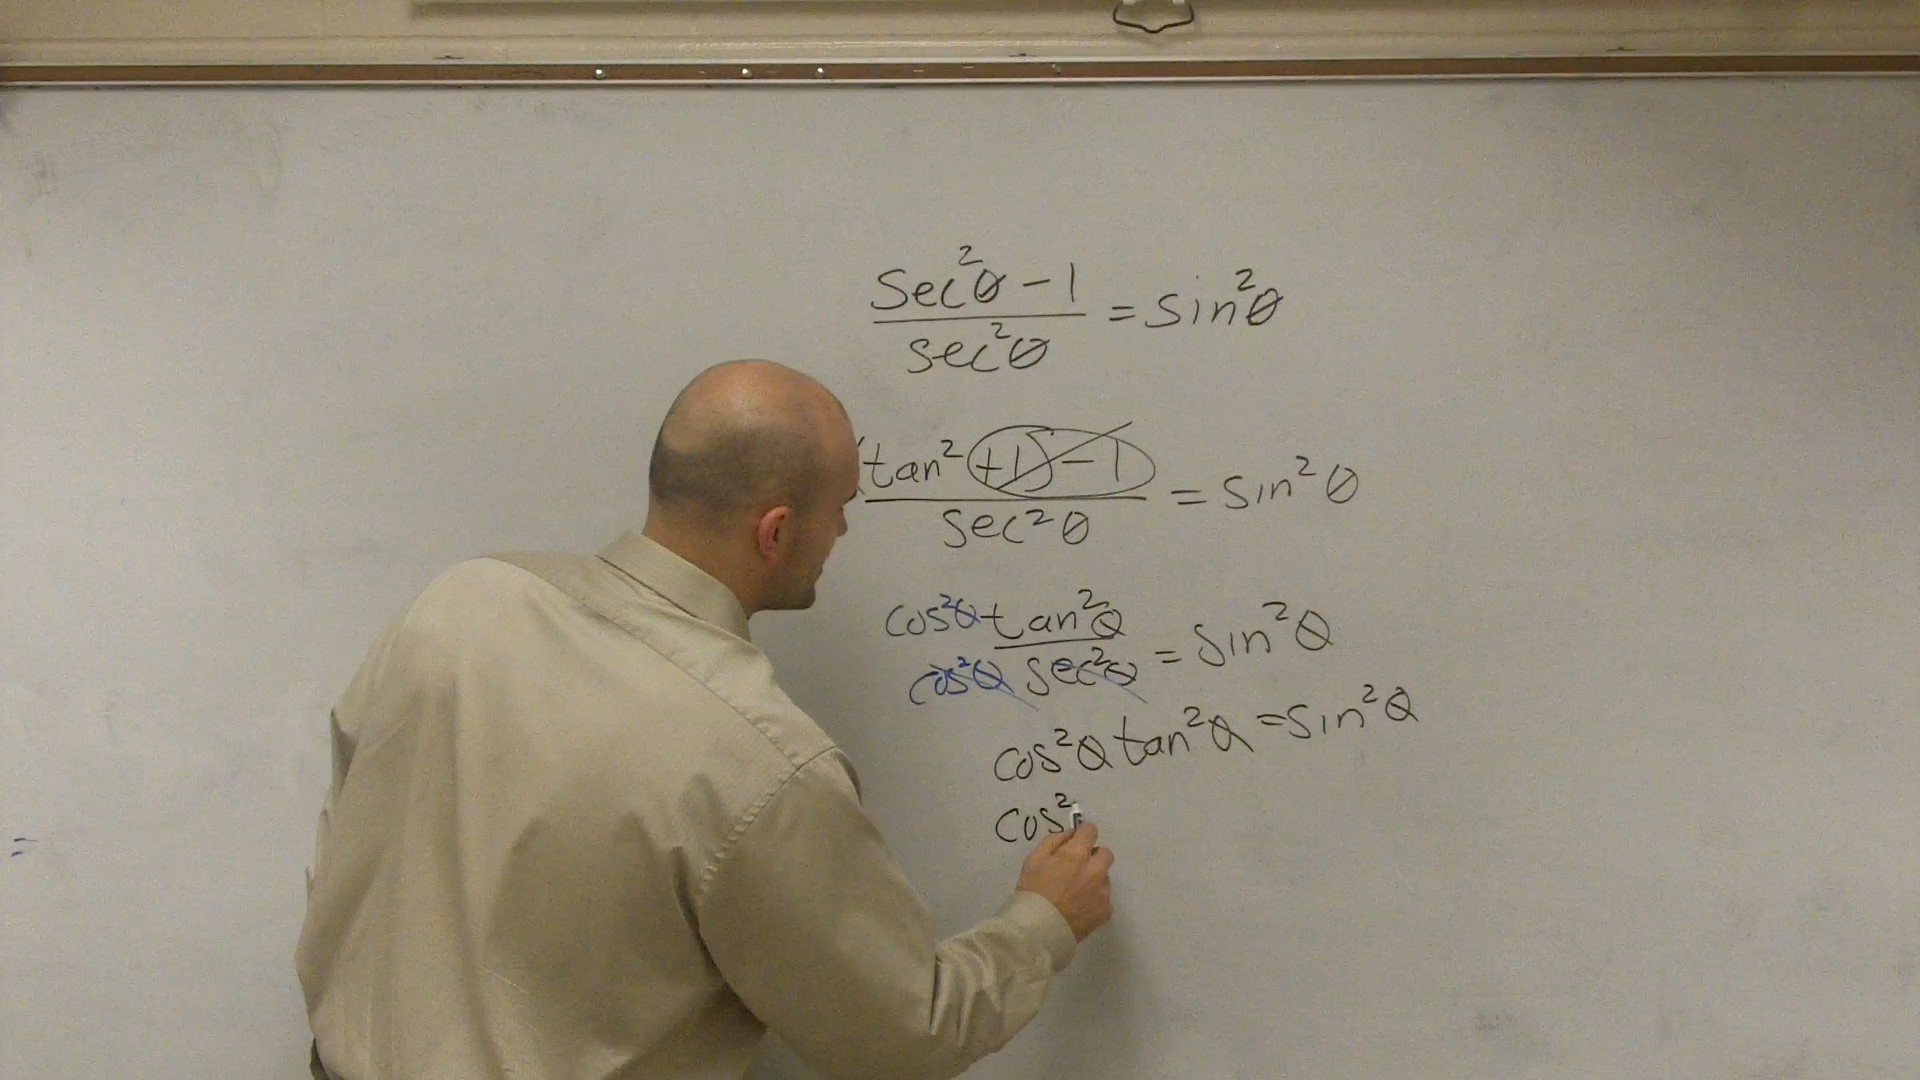 sec²θ - 1
sec²θ
= sin²θ
(tan² +1) - 1
sec²θ
= sin²θ
cos²θ tan²θ
cos²θ sec²θ
= sin²θ
cos²θ tan²θ = sin²θ
cos²
=